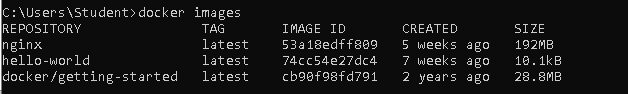 C:\Users\Student>docker images
REPOSITORY TAG IMAGE ID CREATED SIZE
nginx latest 53a18edff809 5 weeks ago 192MB
hello-world latest 74cc54e27dc4 7 weeks ago 10.1kB
docker/getting-started latest cb90f98fd791 2 years ago 28.8MB